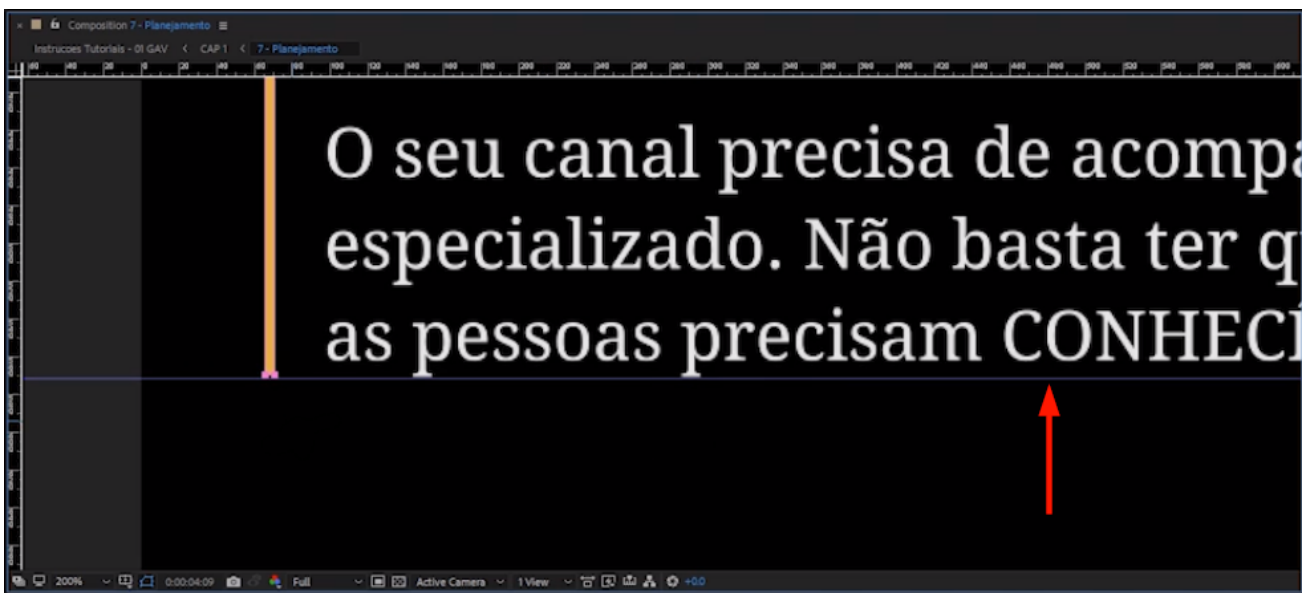 Composition 7 - Planejamento
Instrucoes Tutoriais - 01 GAV < CAP 1 < 7 - Planejamento
O seu canal precisa de acompa
especializado. Não basta ter q
as pessoas precisam CONHECI
200% 0:00:04:09 Full Active Camera 1 View +0.0